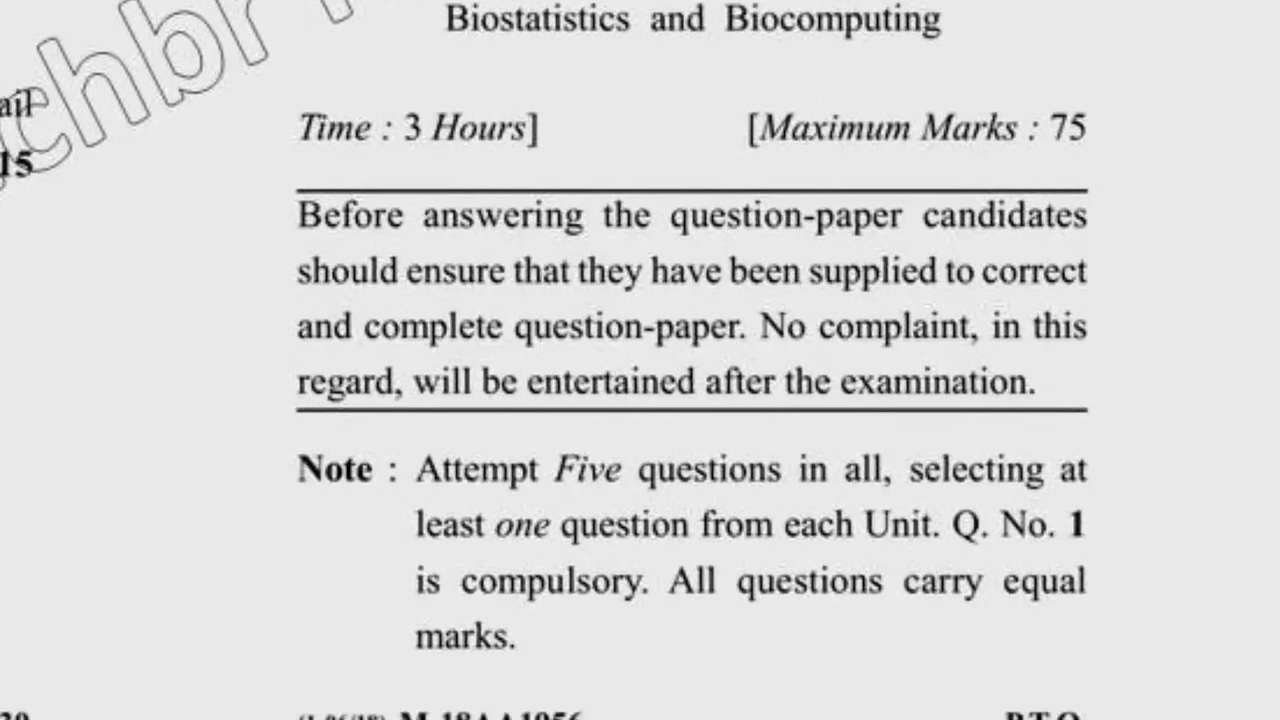 Biostatistics and Biocomputing
Time : 3 Hours] [Maximum Marks : 75
Before answering the question-paper candidates
should ensure that they have been supplied to correct
and complete question-paper. No complaint, in this
regard, will be entertained after the examination.
Note : Attempt Five questions in all, selecting at
least one question from each Unit. Q. No. 1
is compulsory. All questions carry equal
marks.
15
P.T.O.